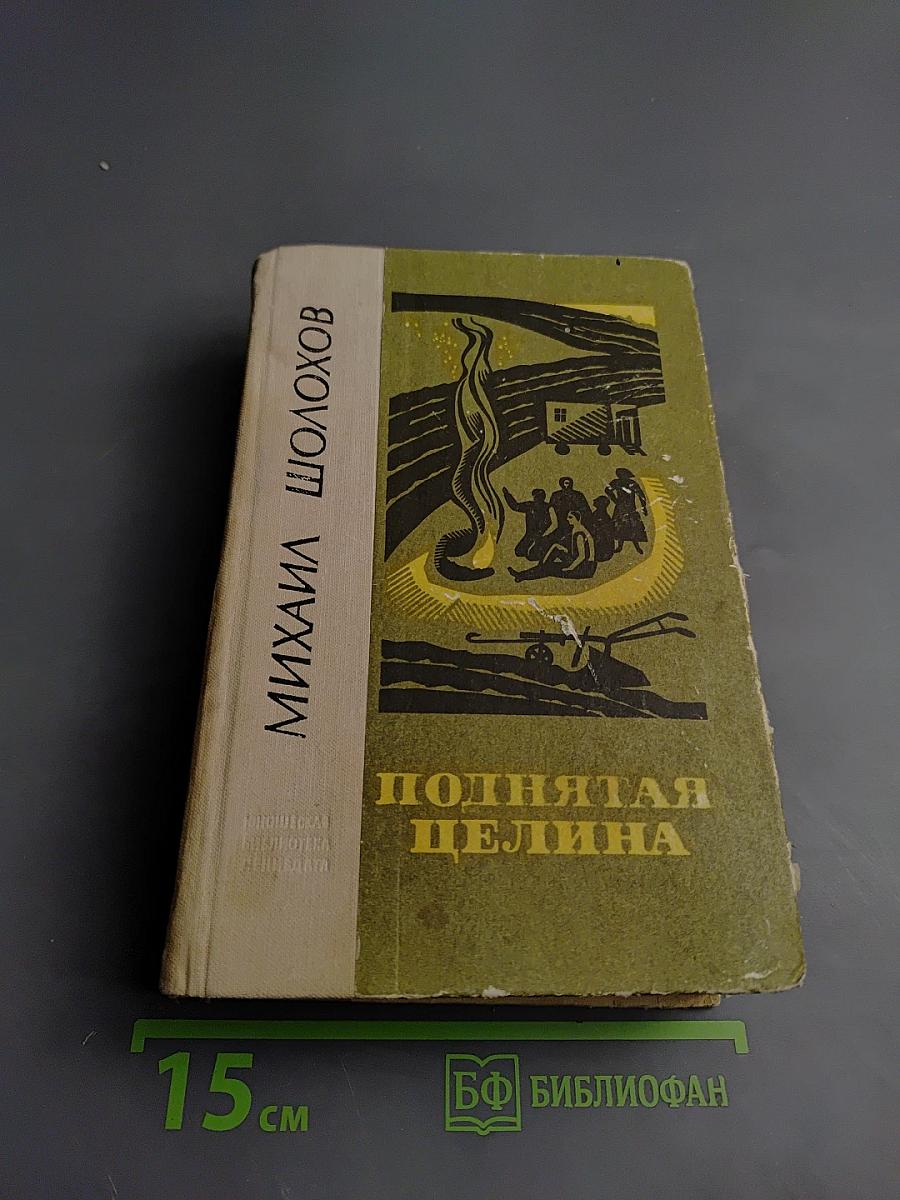 МИХАИЛ ШОЛОХОВ
ПОДНЯТАЯ
ЦЕЛИНА
ЮНОШЕСКАЯ
БИБЛИОТЕКА
ЛЕНИЗДАТА
15 см
БФ БИБЛИОФАН